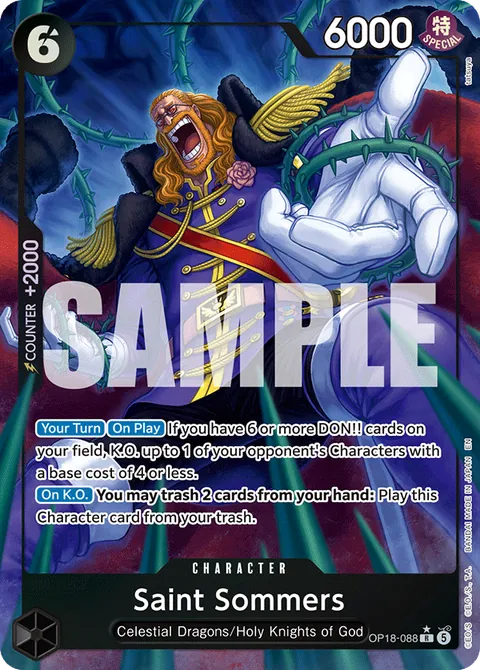 6
6000
特
SPECIAL
tatsuya
COUNTER +2000
SAMPLE
Your Turn On Play If you have 6 or more DON!! cards on
your field, K.O. up to 1 of your opponent's Characters with
a base cost of 4 or less.
On K.O. You may trash 2 cards from your hand: Play this
Character card from your trash.
©E.O./S. ©E.O./S., T.A. BANDAI MADE IN JAPAN EN
CHARACTER
Saint Sommers
Celestial Dragons/Holy Knights of God
OP18-088 ★ R 5